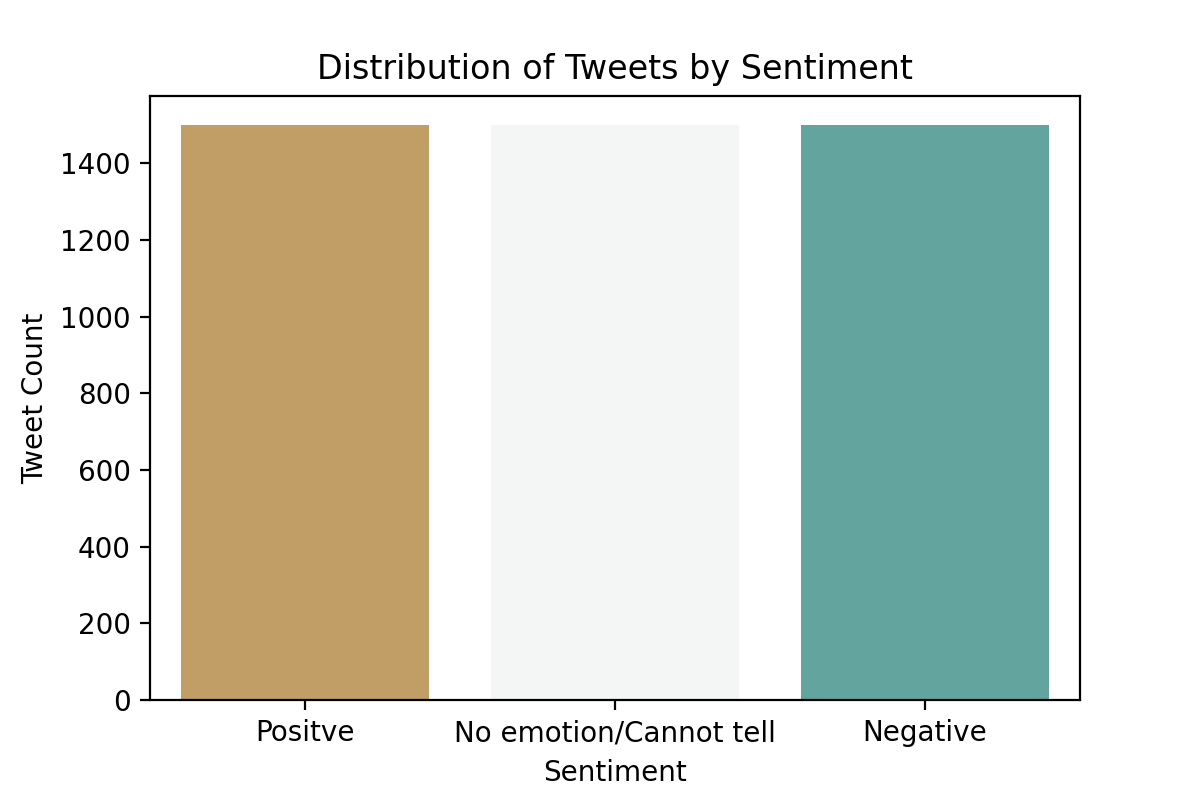 Distribution of Tweets by Sentiment
Tweet Count
1400
1200
1000
800
600
400
200
0
Positve
No emotion/Cannot tell
Negative
Sentiment